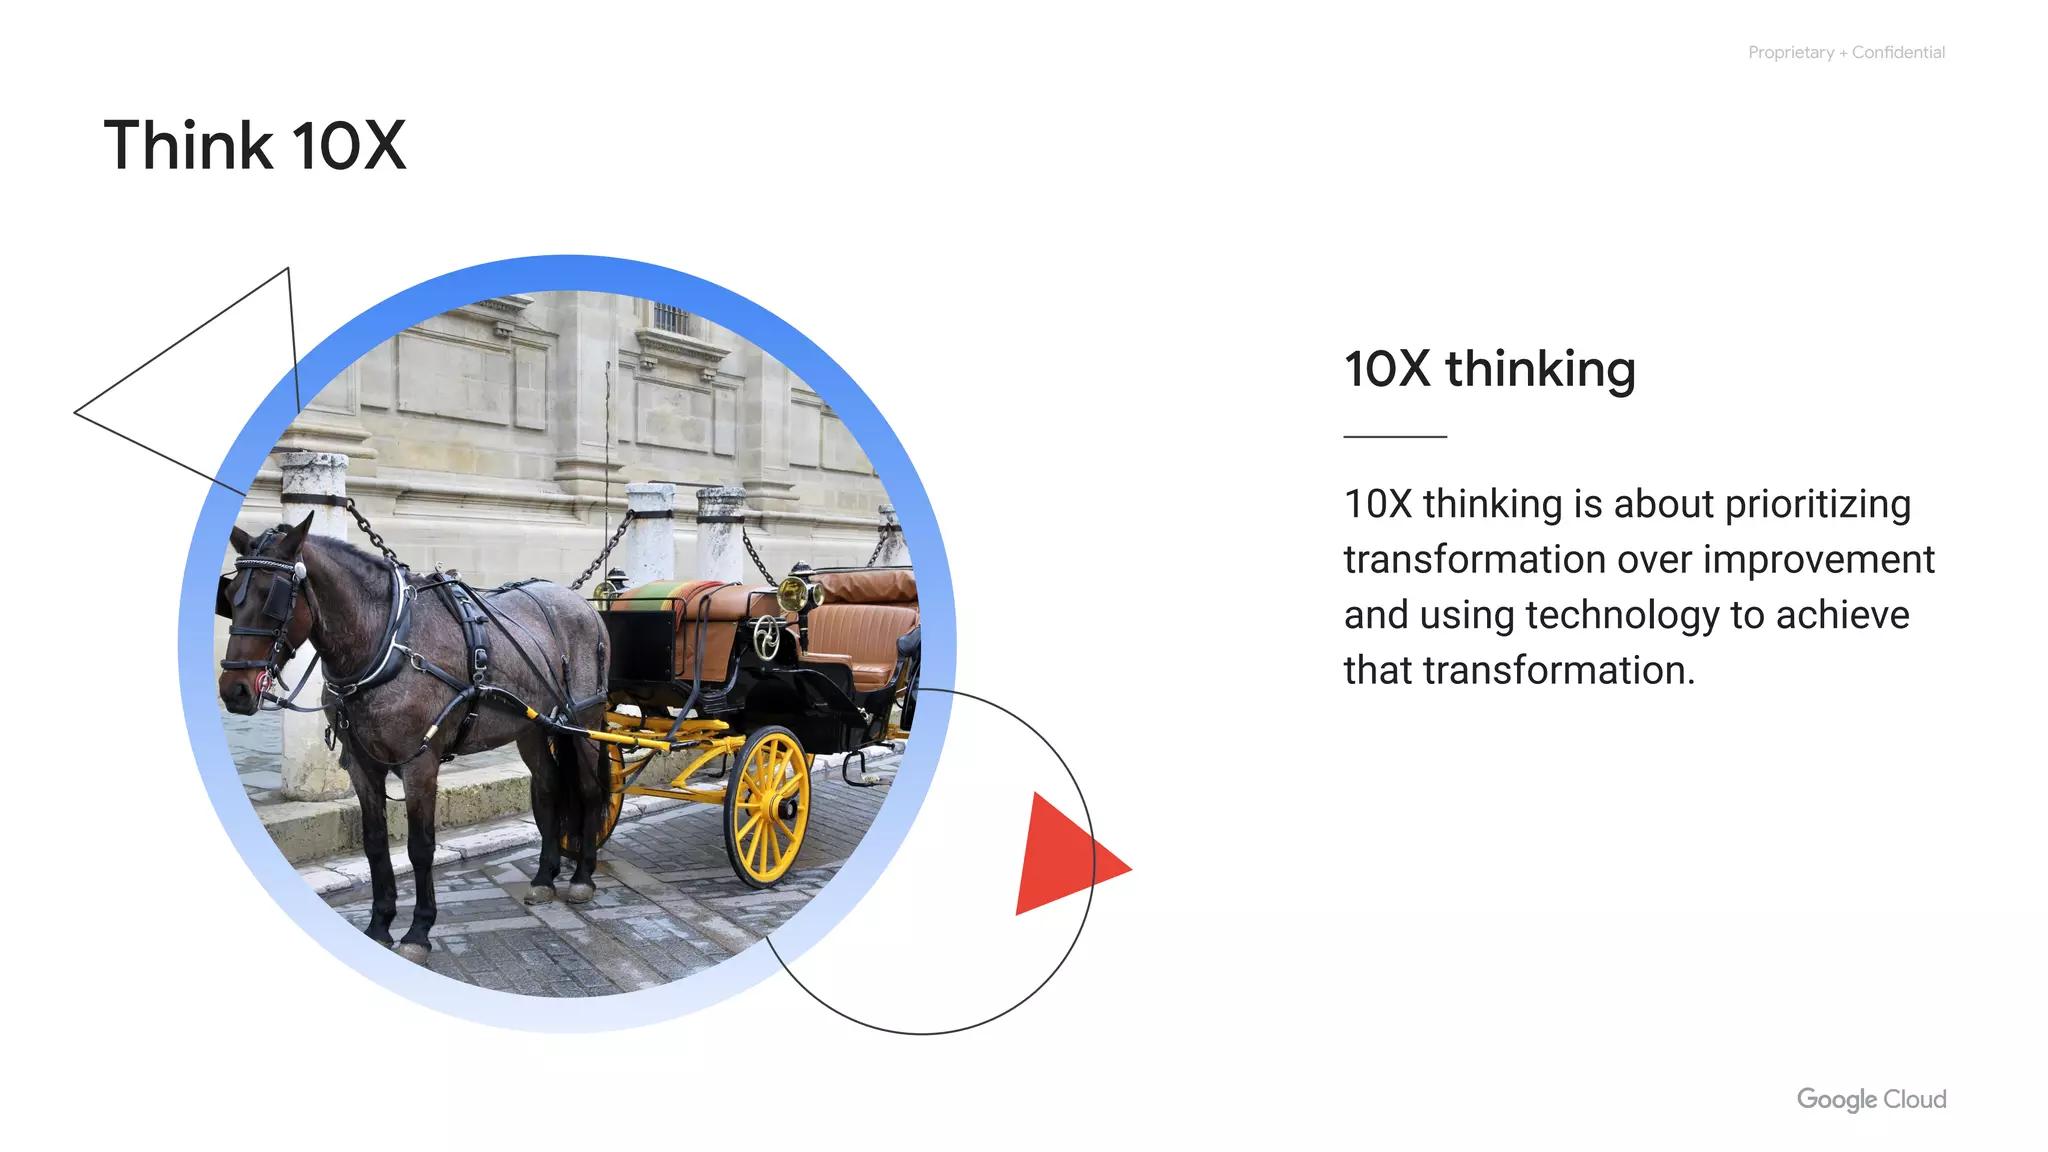 Proprietary + Confidential
Think 10X
10X thinking
10X thinking is about prioritizing
transformation over improvement
and using technology to achieve
that transformation.
Google Cloud